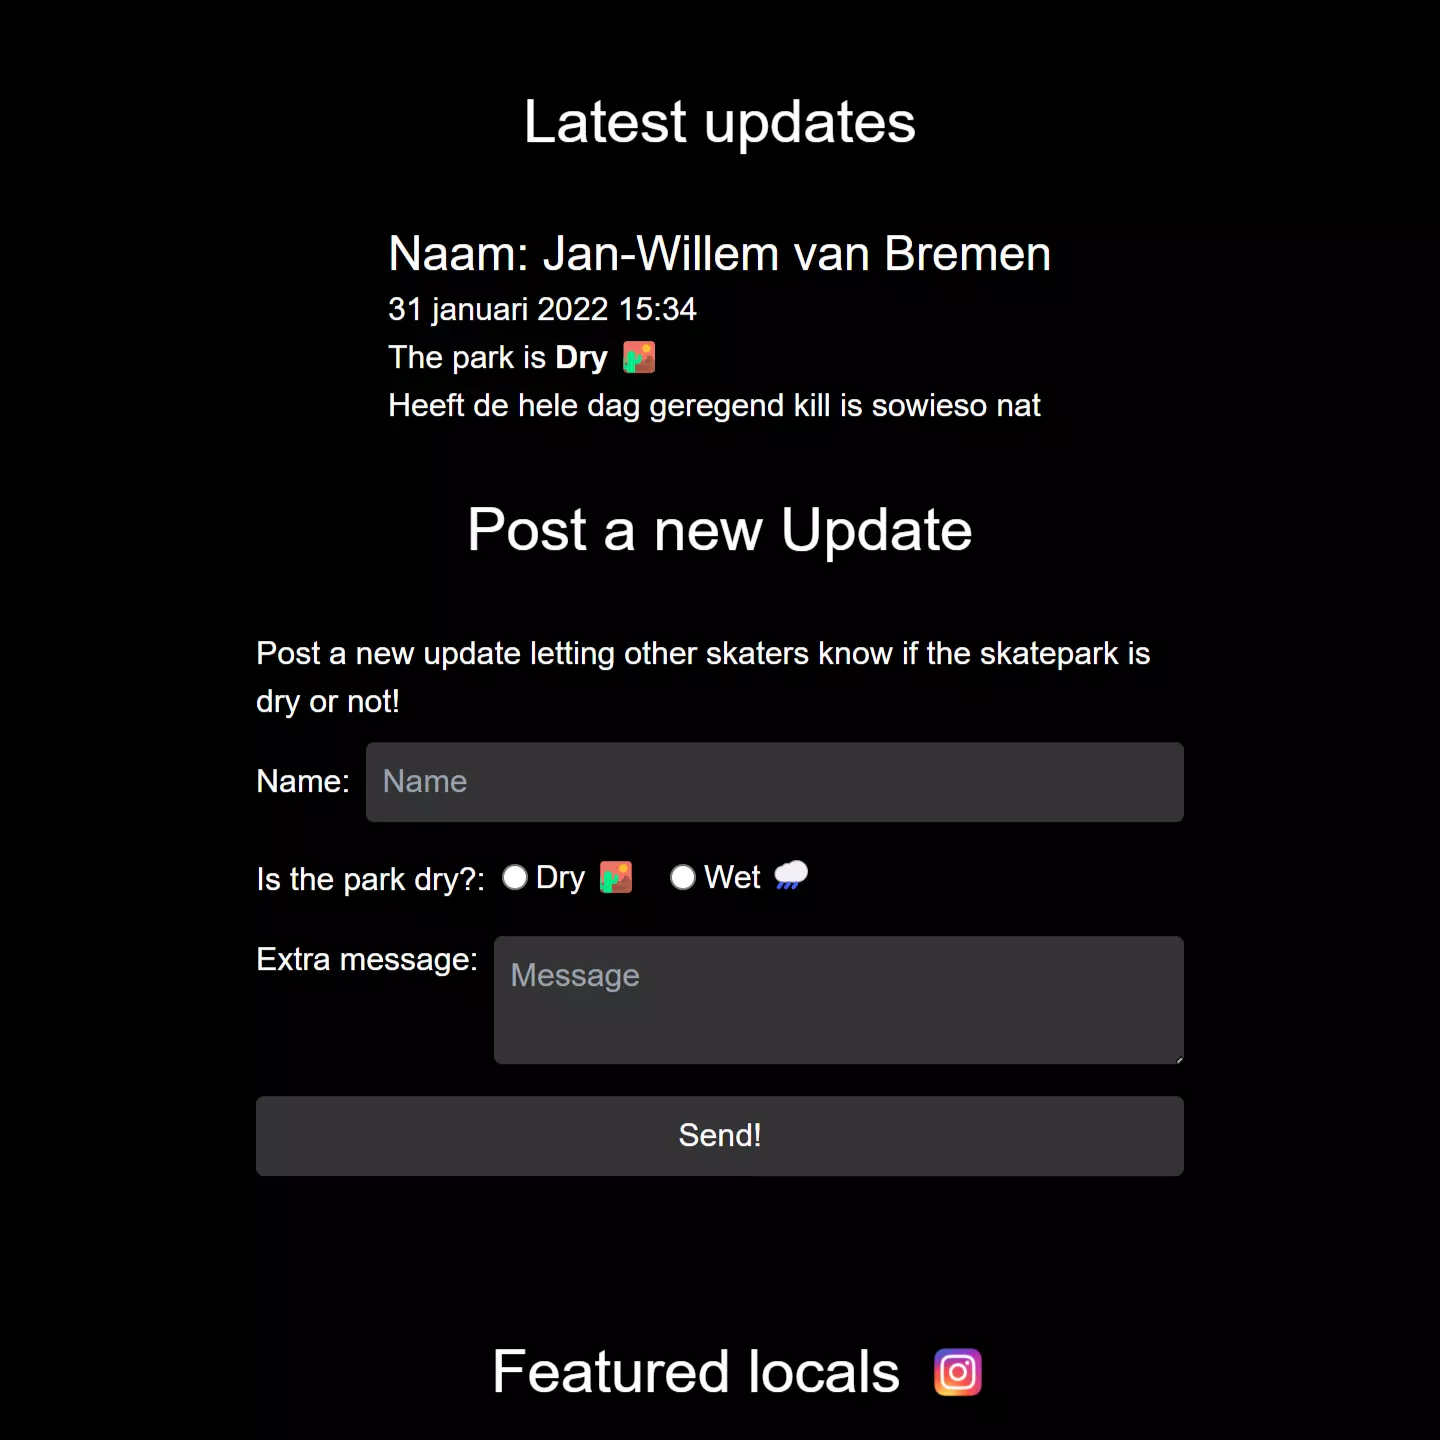 Latest updates
Naam: Jan-Willem van Bremen
31 januari 2022 15:34
The park is Dry 🏜️
Heeft de hele dag geregend kill is sowieso nat
Post a new Update
Post a new update letting other skaters know if the skatepark is
dry or not!
Name: Name
Is the park dry?: Dry 🏜️ Wet 🌧️
Extra message: Message
Send!
Featured locals